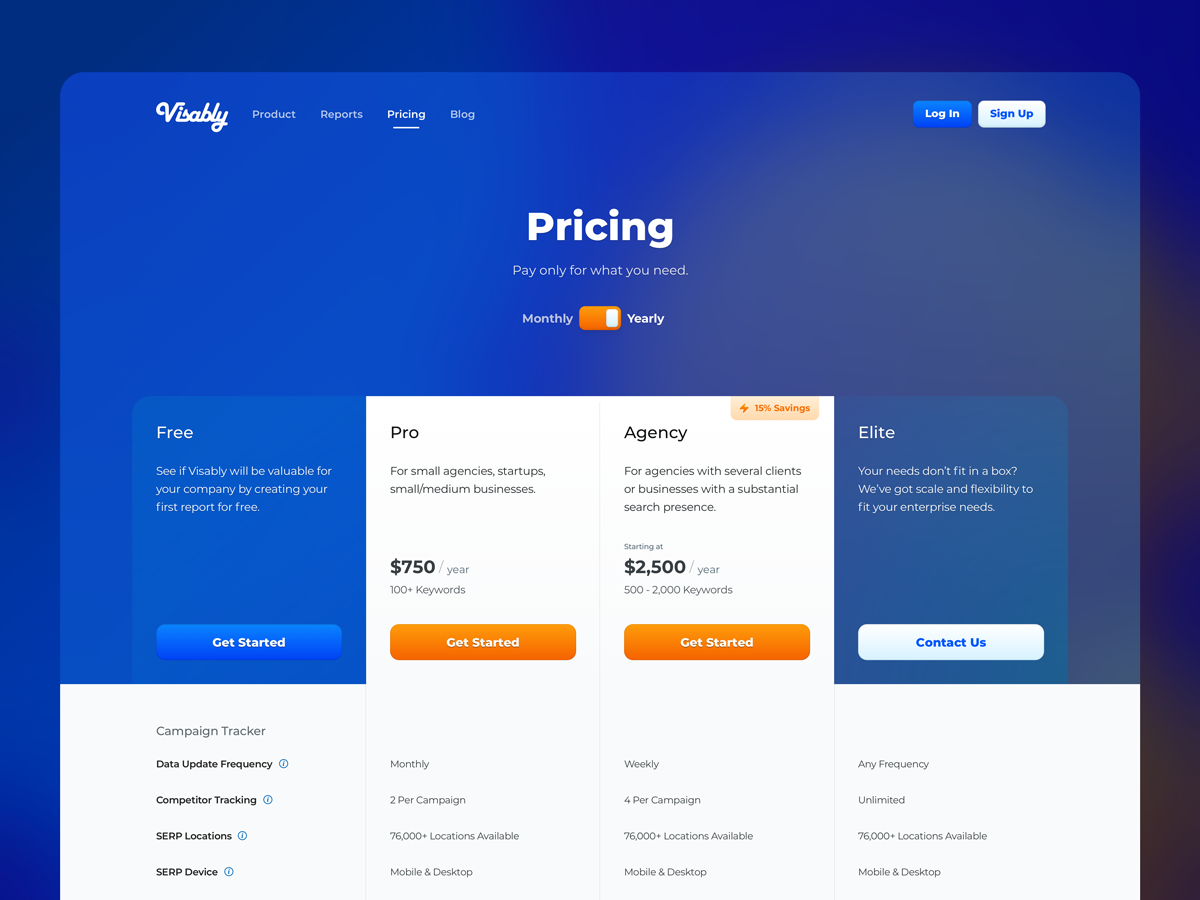 Visably Product Reports Pricing Blog Log In Sign Up
Pricing
Pay only for what you need.
Monthly Yearly
Free
See if Visably will be valuable for
your company by creating your
first report for free.
Get Started
Pro
For small agencies, startups,
small/medium businesses.
$750 / year
100+ Keywords
Get Started
15% Savings
Agency
For agencies with several clients
or businesses with a substantial
search presence.
Starting at
$2,500 / year
500 - 2,000 Keywords
Get Started
Elite
Your needs don’t fit in a box?
We’ve got scale and flexibility to
fit your enterprise needs.
Contact Us
Campaign Tracker
Data Update Frequency Monthly Weekly Any Frequency
Competitor Tracking 2 Per Campaign 4 Per Campaign Unlimited
SERP Locations 76,000+ Locations Available 76,000+ Locations Available 76,000+ Locations Available
SERP Device Mobile & Desktop Mobile & Desktop Mobile & Desktop